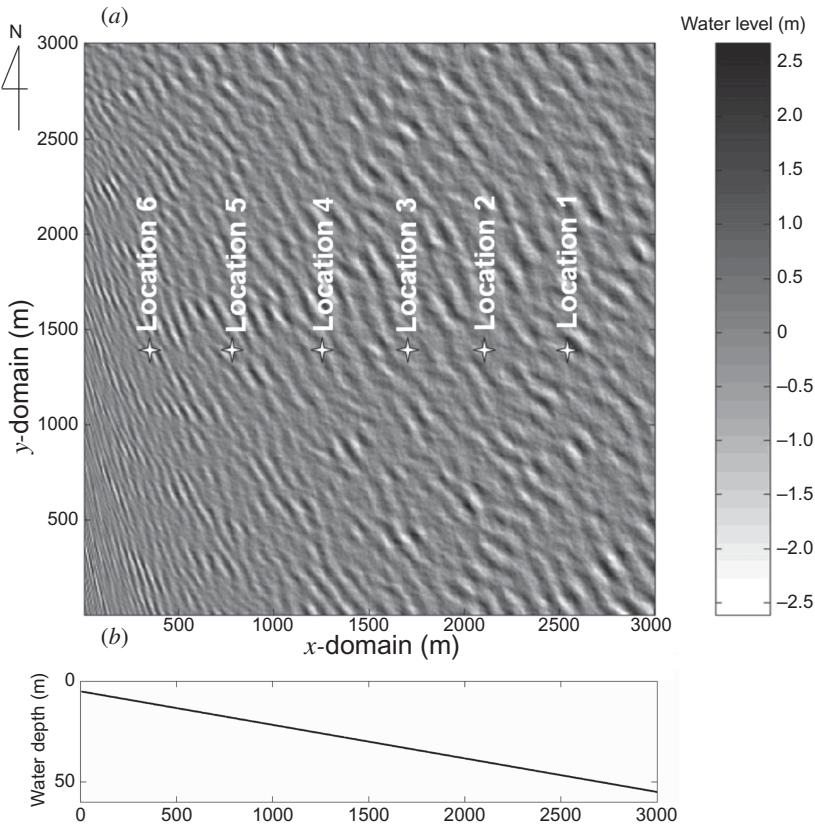 (a)
N
Water level (m)
3000
2500
2000
1500
1000
500
y-domain (m)
Location 6
Location 5
Location 4
Location 3
Location 2
Location 1
500 1000 1500 2000 2500 3000
x-domain (m)
2.5
2.0
1.5
1.0
0.5
0
–0.5
–1.0
–1.5
–2.0
–2.5
(b)
Water depth (m)
0
50
0 500 1000 1500 2000 2500 3000